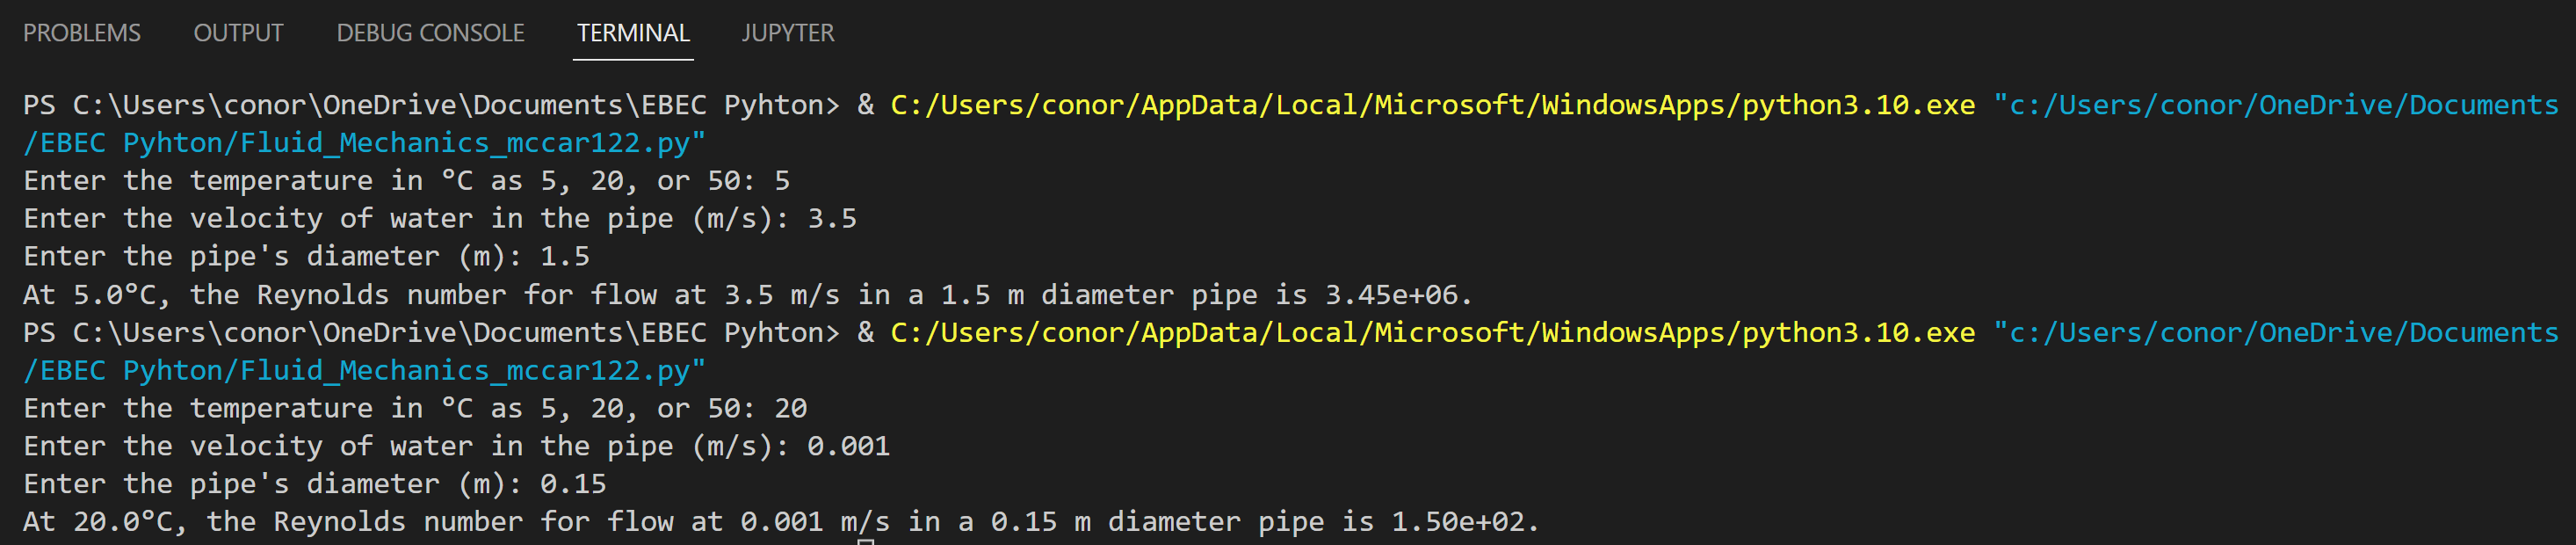 PROBLEMS OUTPUT DEBUG CONSOLE TERMINAL JUPYTER
PS C:\Users\conor\OneDrive\Documents\EBEC Pyhton> & C:/Users/conor/AppData/Local/Microsoft/WindowsApps/python3.10.exe "c:/Users/conor/OneDrive/Documents
/EBEC Pyhton/Fluid_Mechanics_mccar122.py"
Enter the temperature in °C as 5, 20, or 50: 5
Enter the velocity of water in the pipe (m/s): 3.5
Enter the pipe's diameter (m): 1.5
At 5.0°C, the Reynolds number for flow at 3.5 m/s in a 1.5 m diameter pipe is 3.45e+06.
PS C:\Users\conor\OneDrive\Documents\EBEC Pyhton> & C:/Users/conor/AppData/Local/Microsoft/WindowsApps/python3.10.exe "c:/Users/conor/OneDrive/Documents
/EBEC Pyhton/Fluid_Mechanics_mccar122.py"
Enter the temperature in °C as 5, 20, or 50: 20
Enter the velocity of water in the pipe (m/s): 0.001
Enter the pipe's diameter (m): 0.15
At 20.0°C, the Reynolds number for flow at 0.001 m/s in a 0.15 m diameter pipe is 1.50e+02.